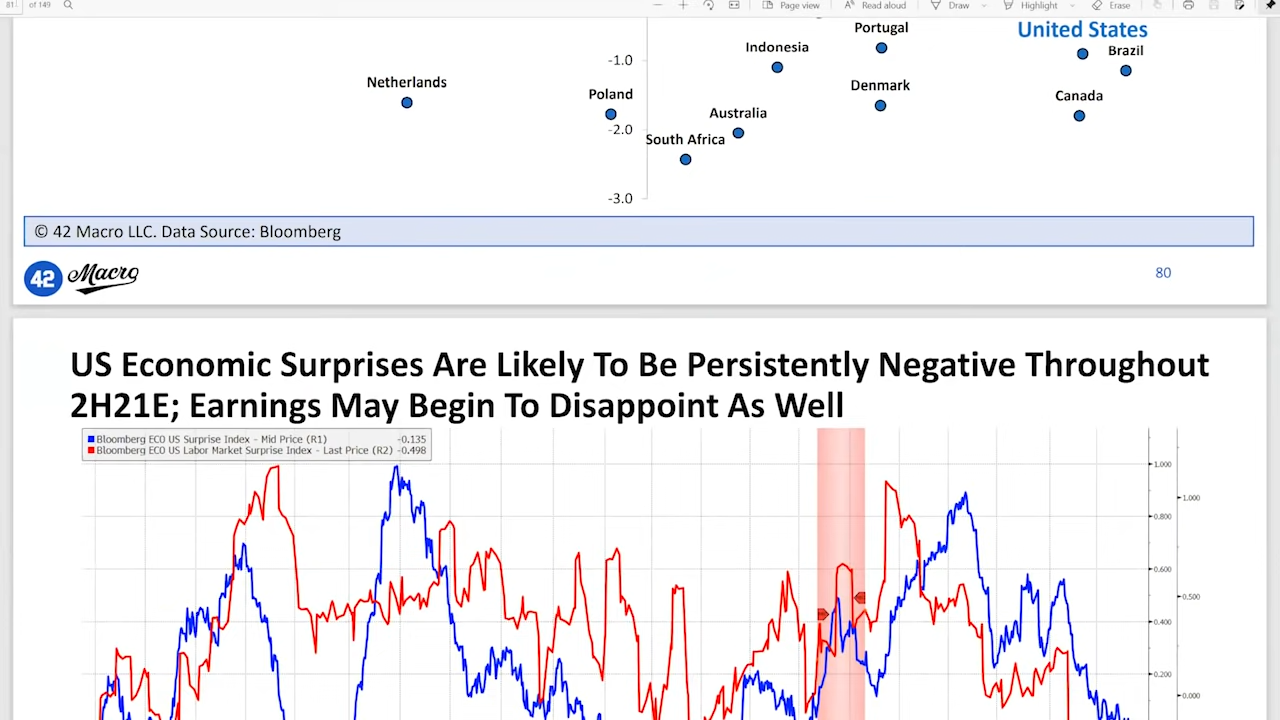 81 of 149 Page view Read aloud Draw Highlight Erase
Portugal United States
Indonesia Brazil
-1.0
Netherlands Poland Denmark Canada
Australia
-2.0
South Africa
-3.0
© 42 Macro LLC. Data Source: Bloomberg
42 Macro 80
US Economic Surprises Are Likely To Be Persistently Negative Throughout
2H21E; Earnings May Begin To Disappoint As Well
Bloomberg ECO US Surprise Index - Mid Price (R1) -0.135
Bloomberg ECO US Labor Market Surprise Index - Last Price (R2) -0.498
1.000
1.000
0.800
0.600
0.500
0.400
0.200
0.000